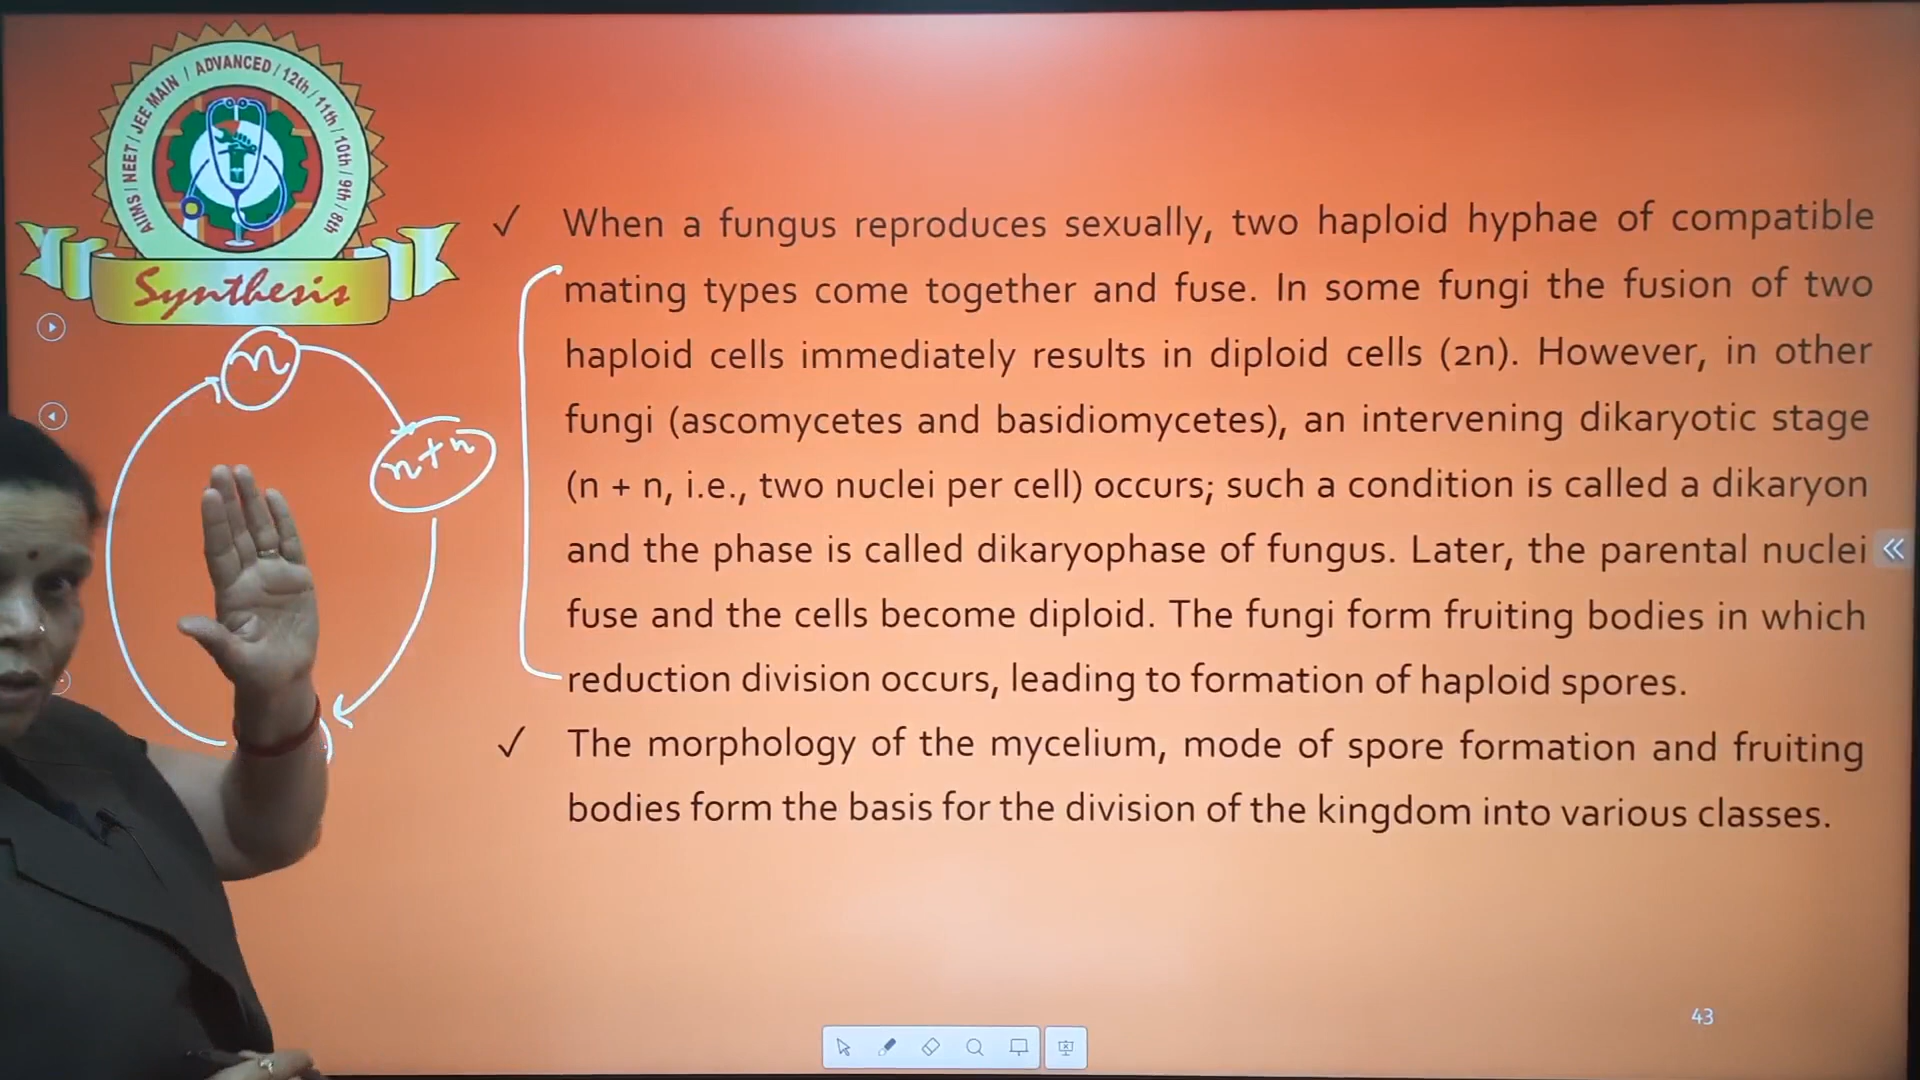 AIIMS / NEET / JEE MAIN / ADVANCED / 12th / 11th / 10th / 9th / 8th
Synthesis
n
n+n
✓ When a fungus reproduces sexually, two haploid hyphae of compatible
mating types come together and fuse. In some fungi the fusion of two
haploid cells immediately results in diploid cells (2n). However, in other
fungi (ascomycetes and basidiomycetes), an intervening dikaryotic stage
(n + n, i.e., two nuclei per cell) occurs; such a condition is called a dikaryon
and the phase is called dikaryophase of fungus. Later, the parental nuclei
fuse and the cells become diploid. The fungi form fruiting bodies in which
reduction division occurs, leading to formation of haploid spores.
✓ The morphology of the mycelium, mode of spore formation and fruiting
bodies form the basis for the division of the kingdom into various classes.
43